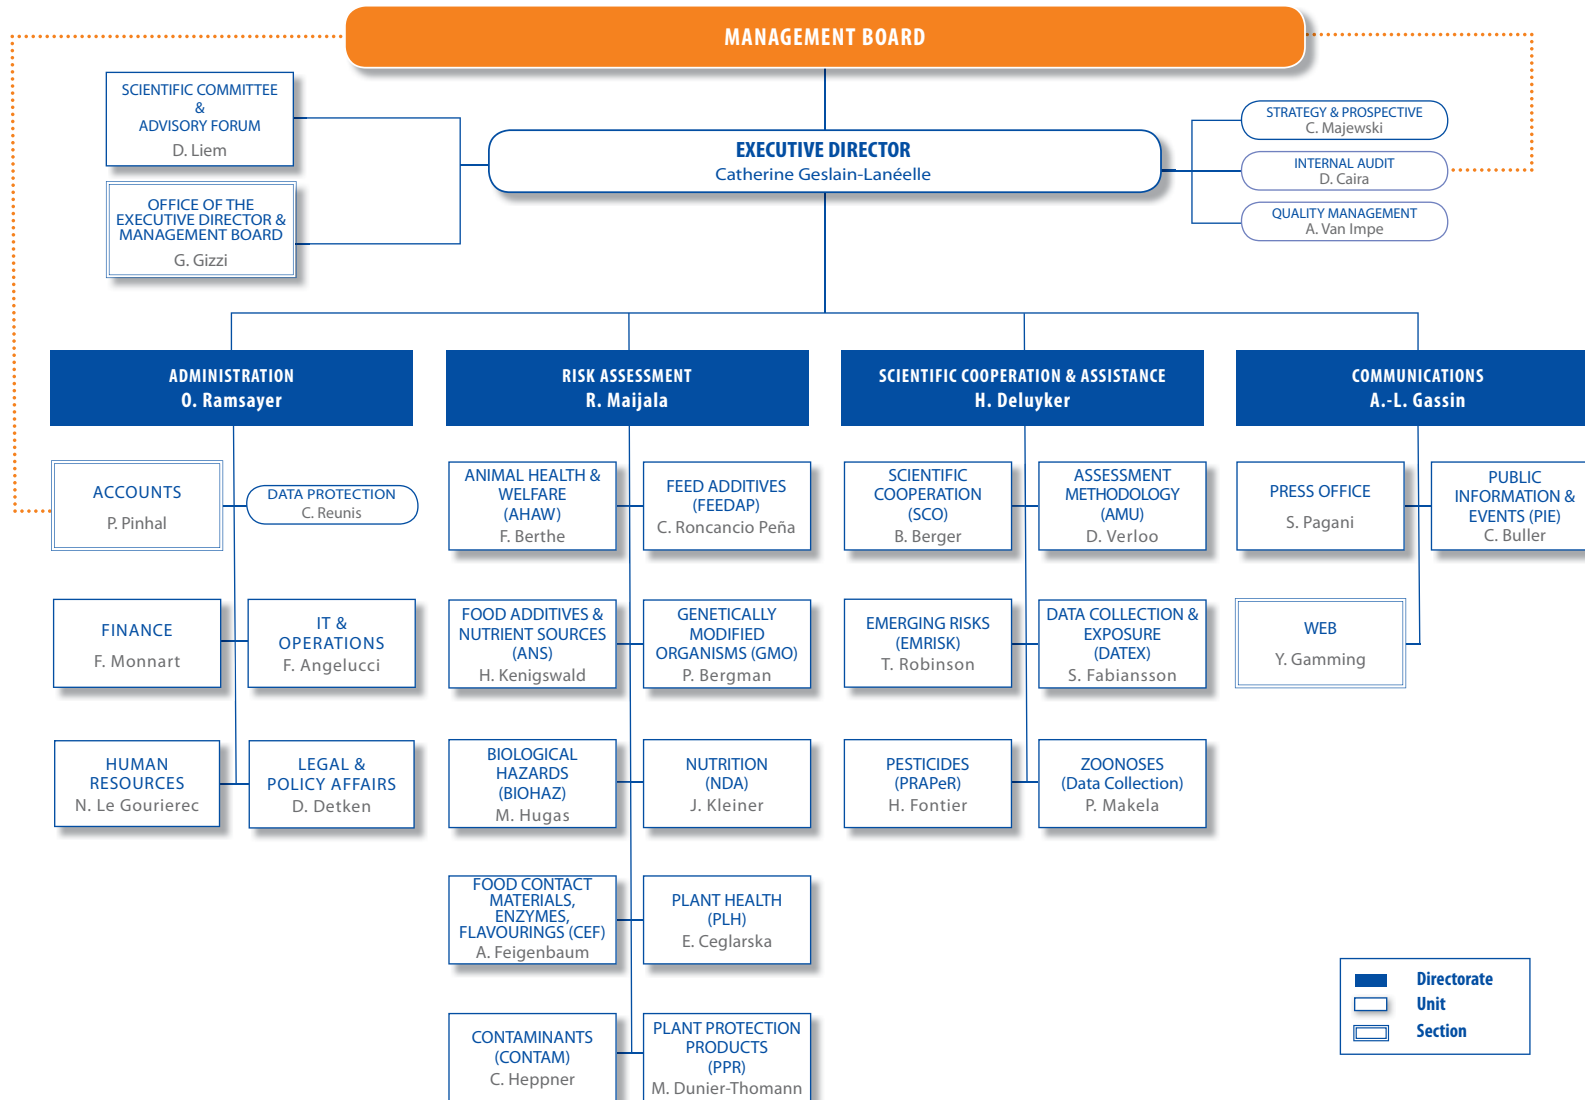 MANAGEMENT BOARD
SCIENTIFIC COMMITTEE
&
ADVISORY FORUM
D. Liem
OFFICE OF THE
EXECUTIVE DIRECTOR &
MANAGEMENT BOARD
G. Gizzi
EXECUTIVE DIRECTOR
Catherine Geslain-Lanéelle
STRATEGY & PROSPECTIVE
C. Majewski
INTERNAL AUDIT
D. Caira
QUALITY MANAGEMENT
A. Van Impe
ADMINISTRATION
O. Ramsayer
ACCOUNTS
P. Pinhal
DATA PROTECTION
C. Reunis
FINANCE
F. Monnart
IT &
OPERATIONS
F. Angelucci
HUMAN
RESOURCES
N. Le Gourierec
LEGAL &
POLICY AFFAIRS
D. Detken
RISK ASSESSMENT
R. Maijala
ANIMAL HEALTH &
WELFARE
(AHAW)
F. Berthe
FEED ADDITIVES
(FEEDAP)
C. Roncancio Peña
FOOD ADDITIVES &
NUTRIENT SOURCES
(ANS)
H. Kenigswald
GENETICALLY
MODIFIED
ORGANISMS (GMO)
P. Bergman
BIOLOGICAL
HAZARDS
(BIOHAZ)
M. Hugas
NUTRITION
(NDA)
J. Kleiner
FOOD CONTACT
MATERIALS,
ENZYMES,
FLAVOURINGS (CEF)
A. Feigenbaum
PLANT HEALTH
(PLH)
E. Ceglarska
CONTAMINANTS
(CONTAM)
C. Heppner
PLANT PROTECTION
PRODUCTS
(PPR)
M. Dunier-Thomann
SCIENTIFIC COOPERATION & ASSISTANCE
H. Deluyker
SCIENTIFIC
COOPERATION
(SCO)
B. Berger
ASSESSMENT
METHODOLOGY
(AMU)
D. Verloo
EMERGING RISKS
(EMRISK)
T. Robinson
DATA COLLECTION &
EXPOSURE
(DATEX)
S. Fabiansson
PESTICIDES
(PRAPeR)
H. Fontier
ZOONOSES
(Data Collection)
P. Makela
COMMUNICATIONS
A.-L. Gassin
PRESS OFFICE
S. Pagani
PUBLIC
INFORMATION &
EVENTS (PIE)
C. Buller
WEB
Y. Gamming
Directorate
Unit
Section